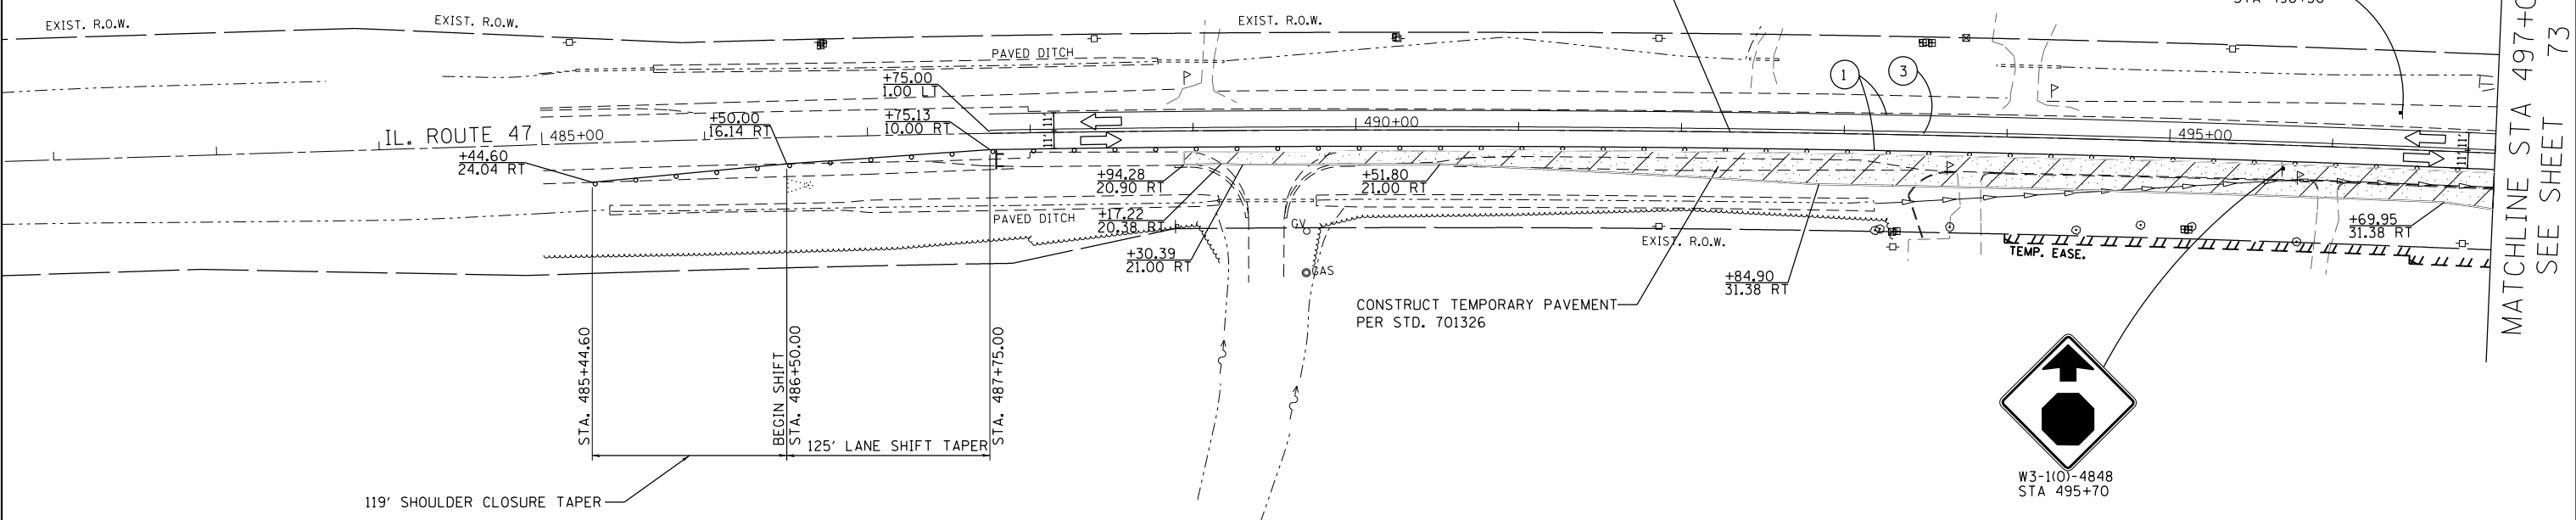 EXIST. R.O.W.
EXIST. R.O.W.
EXIST. R.O.W.
PAVED DITCH
+75.00
1.00 LT
1
3
IL. ROUTE 47
485+00
+50.00
16.14 RT
+75.13
10.00 RT
11'
11'
490+00
495+00
11'
11'
+44.60
24.04 RT
+94.28
20.90 RT
+51.80
21.00 RT
PAVED DITCH
+17.22
20.38 RT
GV
+30.39
21.00 RT
GAS
EXIST. R.O.W.
+84.90
31.38 RT
TEMP. EASE.
+69.95
31.38 RT
CONSTRUCT TEMPORARY PAVEMENT
PER STD. 701326
STA. 485+44.60
BEGIN SHIFT
STA. 486+50.00
STA. 487+75.00
125' LANE SHIFT TAPER
119' SHOULDER CLOSURE TAPER
W3-1(O)-4848
STA 495+70
MATCHLINE STA 497+0
SEE SHEET 73